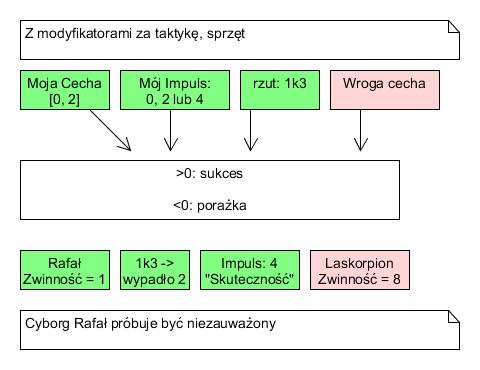 Z modyfikatorami za taktykę, sprzęt
Moja Cecha
[0, 2]
Mój Impuls:
0, 2 lub 4
rzut: 1k3
Wroga cecha
>0: sukces
<0: porażka
Rafał
Zwinność = 1
1k3 ->
wypadło 2
Impuls: 4
"Skuteczność"
Laskorpion
Zwinność = 8
Cyborg Rafał próbuje być niezauważony